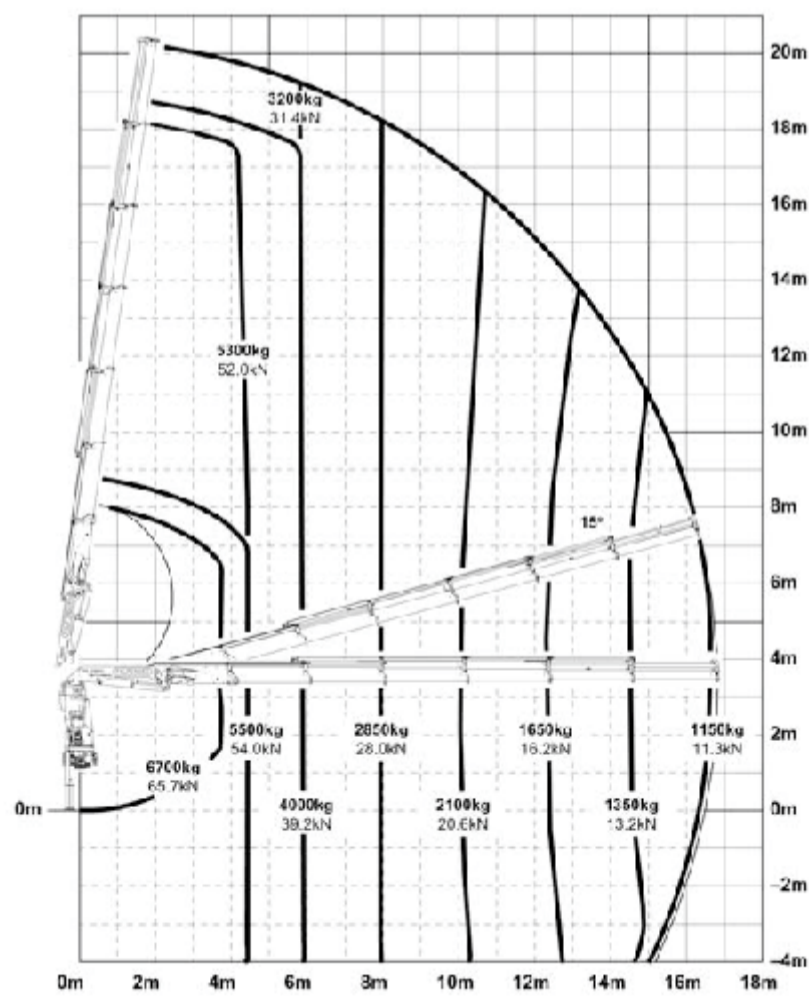 20m
3200kg
31.4kN
18m
16m
14m
5300kg
52.0kN
12m
10m
8m
15°
6m
4m
5500kg
54.0kN
2850kg
28.0kN
1650kg
16.2kN
1150kg
11.3kN
2m
6700kg
65.7kN
0m
4000kg
39.2kN
2100kg
20.6kN
1350kg
13.2kN
0m
–2m
–4m
0m 2m 4m 6m 8m 10m 12m 14m 16m 18m